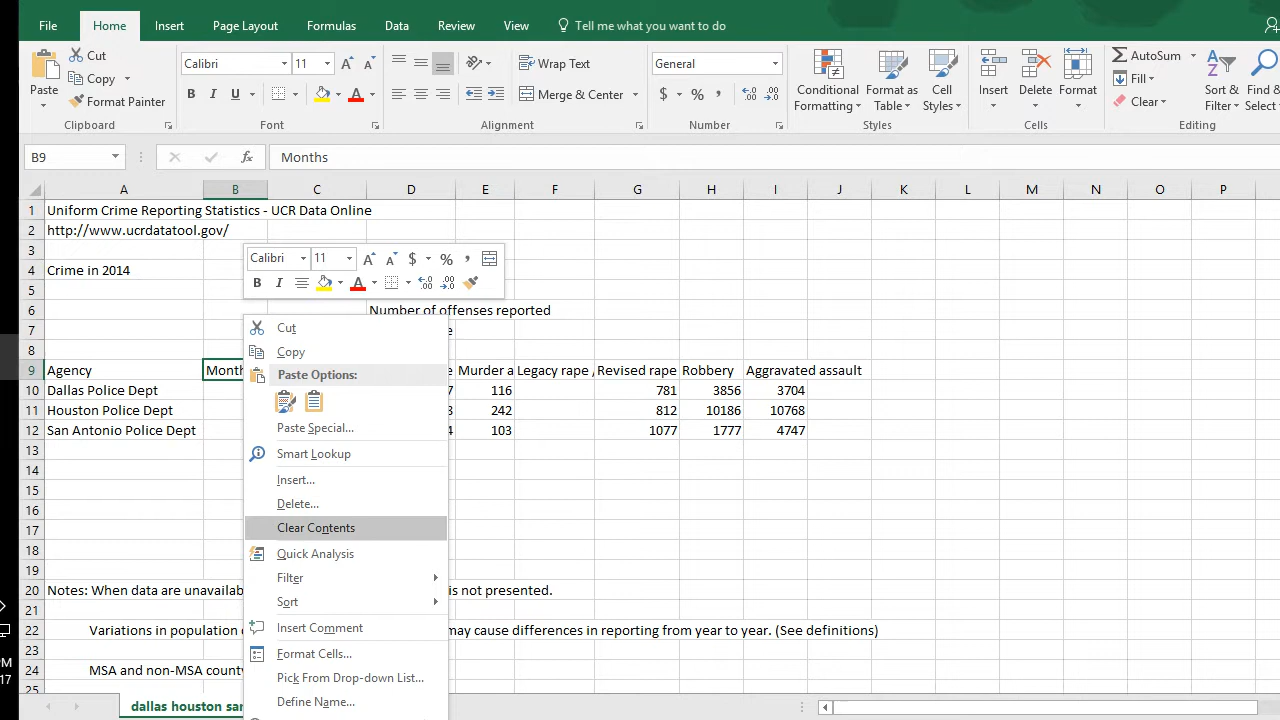 File Home Insert Page Layout Formulas Data Review View Tell me what you want to do
Cut
Copy
Format Painter
Paste
Clipboard
Calibri 11
B I U
Font
Wrap Text
Merge & Center
Alignment
General
$ % ,
Number
Conditional Formatting
Format as Table
Cell Styles
Styles
Insert Delete Format
Cells
AutoSum
Fill
Clear
Sort & Filter
Find & Select
Editing
B9 fx Months
A B C D E F G H I J K L M N O P
1 Uniform Crime Reporting Statistics - UCR Data Online
2 http://www.ucrdatatool.gov/
3
4 Crime in 2014
5
6 Number of offenses reported
7 e
8
9 Agency Month e Murder a Legacy rape / Revised rape Robbery Aggravated assault
10 Dallas Police Dept 7 116 781 3856 3704
11 Houston Police Dept 3 242 812 10186 10768
12 San Antonio Police Dept 4 103 1077 1777 4747
13
14
15
16
17
18
19
20 Notes: When data are unavailab is not presented.
21
22 Variations in population may cause differences in reporting from year to year. (See definitions)
23
24 MSA and non-MSA county
25
Calibri 11 $ % ,
B I A
Cut
Copy
Paste Options:
Paste Special...
Smart Lookup
Insert...
Delete...
Clear Contents
Quick Analysis
Filter
Sort
Insert Comment
Format Cells...
Pick From Drop-down List...
Define Name...
dallas houston sar
PM
17